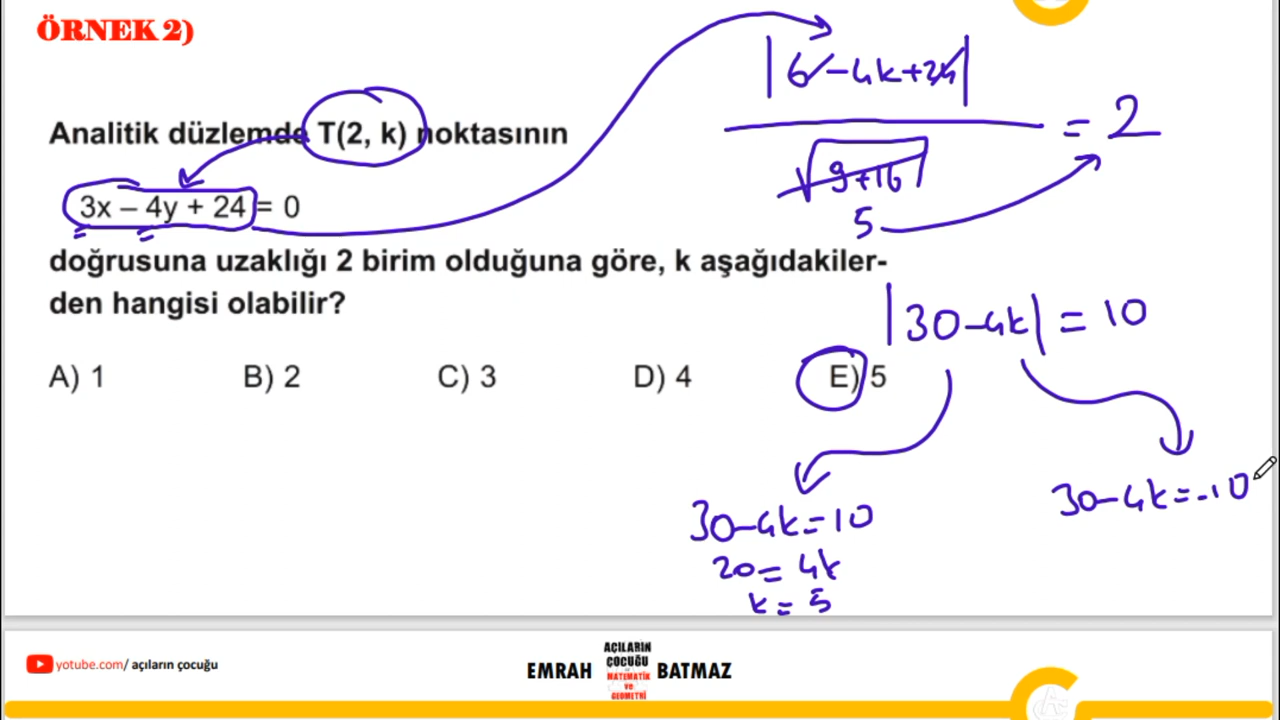 ÖRNEK 2)
Analitik düzlemde T(2, k) noktasının
3x – 4y + 24 = 0
doğrusuna uzaklığı 2 birim olduğuna göre, k aşağıdakiler-
den hangisi olabilir?
A) 1 B) 2 C) 3 D) 4 E) 5
|6-4k+24|
√9+16 = 2
5
|30-4k| = 10
30-4k=10
20=4k
k=5
30-4k=-10
yotube.com/ açıların çocuğu
EMRAH
AÇILARIN
ÇOCUĞU
MATEMATİK
ve
GEOMETRİ
BATMAZ